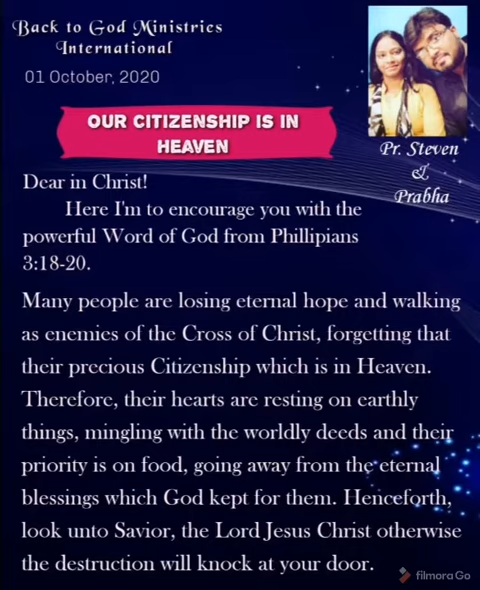 Back to God Ministries
International
01 October, 2020
OUR CITIZENSHIP IS IN
HEAVEN
Pr. Steven
&
Prabha
Dear in Christ!
Here I'm to encourage you with the
powerful Word of God from Phillipians
3:18-20.
Many people are losing eternal hope and walking
as enemies of the Cross of Christ, forgetting that
their precious Citizenship which is in Heaven.
Therefore, their hearts are resting on earthly
things, mingling with the worldly deeds and their
priority is on food, going away from the eternal
blessings which God kept for them. Henceforth,
look unto Savior, the Lord Jesus Christ otherwise
the destruction will knock at your door.
filmora Go